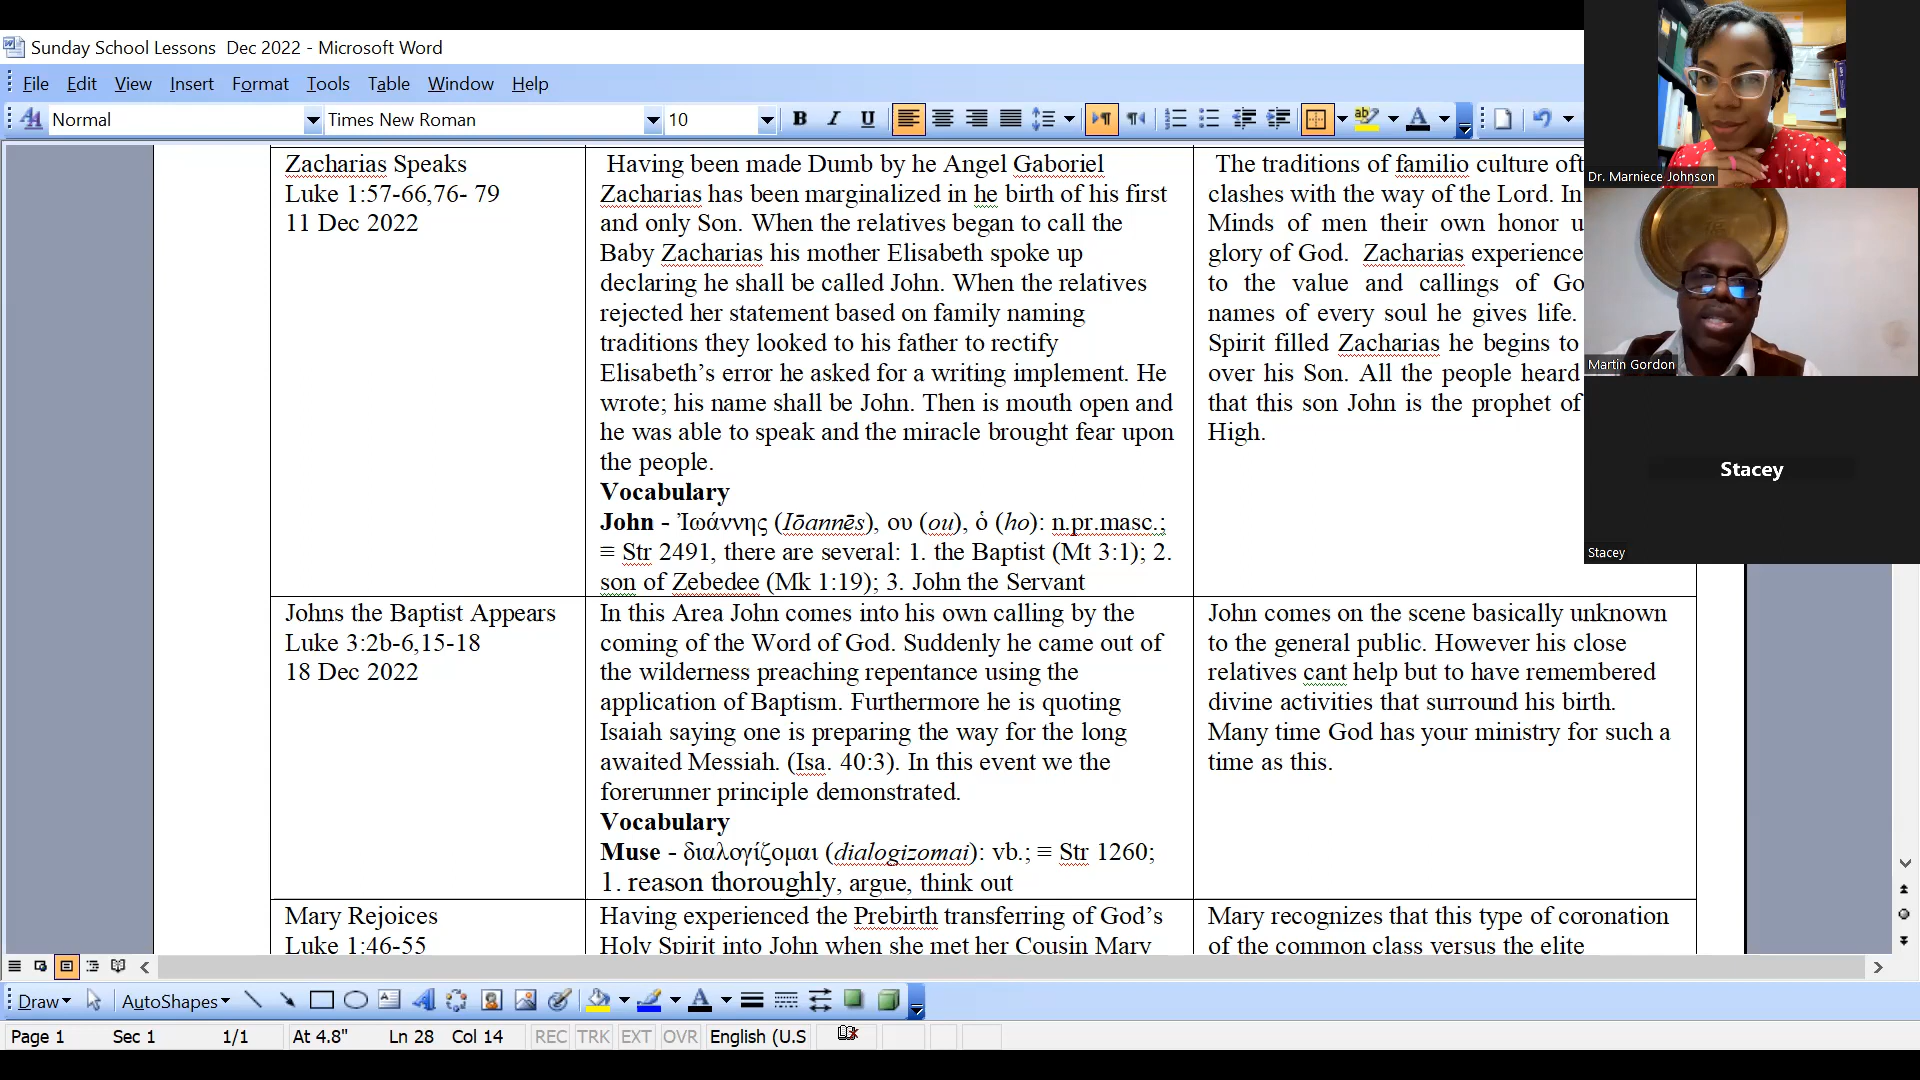 Sunday School Lessons  Dec 2022 - Microsoft Word
File Edit View Insert Format Tools Table Window Help
Normal Times New Roman 10 B I U
Zacharias Speaks
Luke 1:57-66,76- 79
11 Dec 2022
Having been made Dumb by he Angel Gaboriel
Zacharias has been marginalized in he birth of his first
and only Son. When the relatives began to call the
Baby Zacharias his mother Elisabeth spoke up
declaring he shall be called John. When the relatives
rejected her statement based on family naming
traditions they looked to his father to rectify
Elisabeth’s error he asked for a writing implement. He
wrote; his name shall be John. Then is mouth open and
he was able to speak and the miracle brought fear upon
the people.
Vocabulary
John - Ἰωάννης (Iōannēs), ου (ou), ὁ (ho): n.pr.masc.;
≡ Str 2491, there are several: 1. the Baptist (Mt 3:1); 2.
son of Zebedee (Mk 1:19); 3. John the Servant
The traditions of familio culture oft
clashes with the way of the Lord. In
Minds of men their own honor u
glory of God.  Zacharias experience
to the value and callings of Go
names of every soul he gives life.
Spirit filled Zacharias he begins to
over his Son. All the people heard
that this son John is the prophet of
High.
Johns the Baptist Appears
Luke 3:2b-6,15-18
18 Dec 2022
In this Area John comes into his own calling by the
coming of the Word of God. Suddenly he came out of
the wilderness preaching repentance using the
application of Baptism. Furthermore he is quoting
Isaiah saying one is preparing the way for the long
awaited Messiah. (Isa. 40:3). In this event we the
forerunner principle demonstrated.
Vocabulary
Muse - διαλογίζομαι (dialogizomai): vb.; ≡ Str 1260;
1. reason thoroughly, argue, think out
John comes on the scene basically unknown
to the general public. However his close
relatives cant help but to have remembered
divine activities that surround his birth.
Many time God has your ministry for such a
time as this.
Mary Rejoices
Luke 1:46-55
Having experienced the Prebirth transferring of God’s
Holy Spirit into John when she met her Cousin Mary
Mary recognizes that this type of coronation
of the common class versus the elite
Dr. Marniece Johnson
Martin Gordon
Stacey
Stacey
Draw AutoShapes
Page 1 Sec 1 1/1 At 4.8" Ln 28 Col 14 REC TRK EXT OVR English (U.S